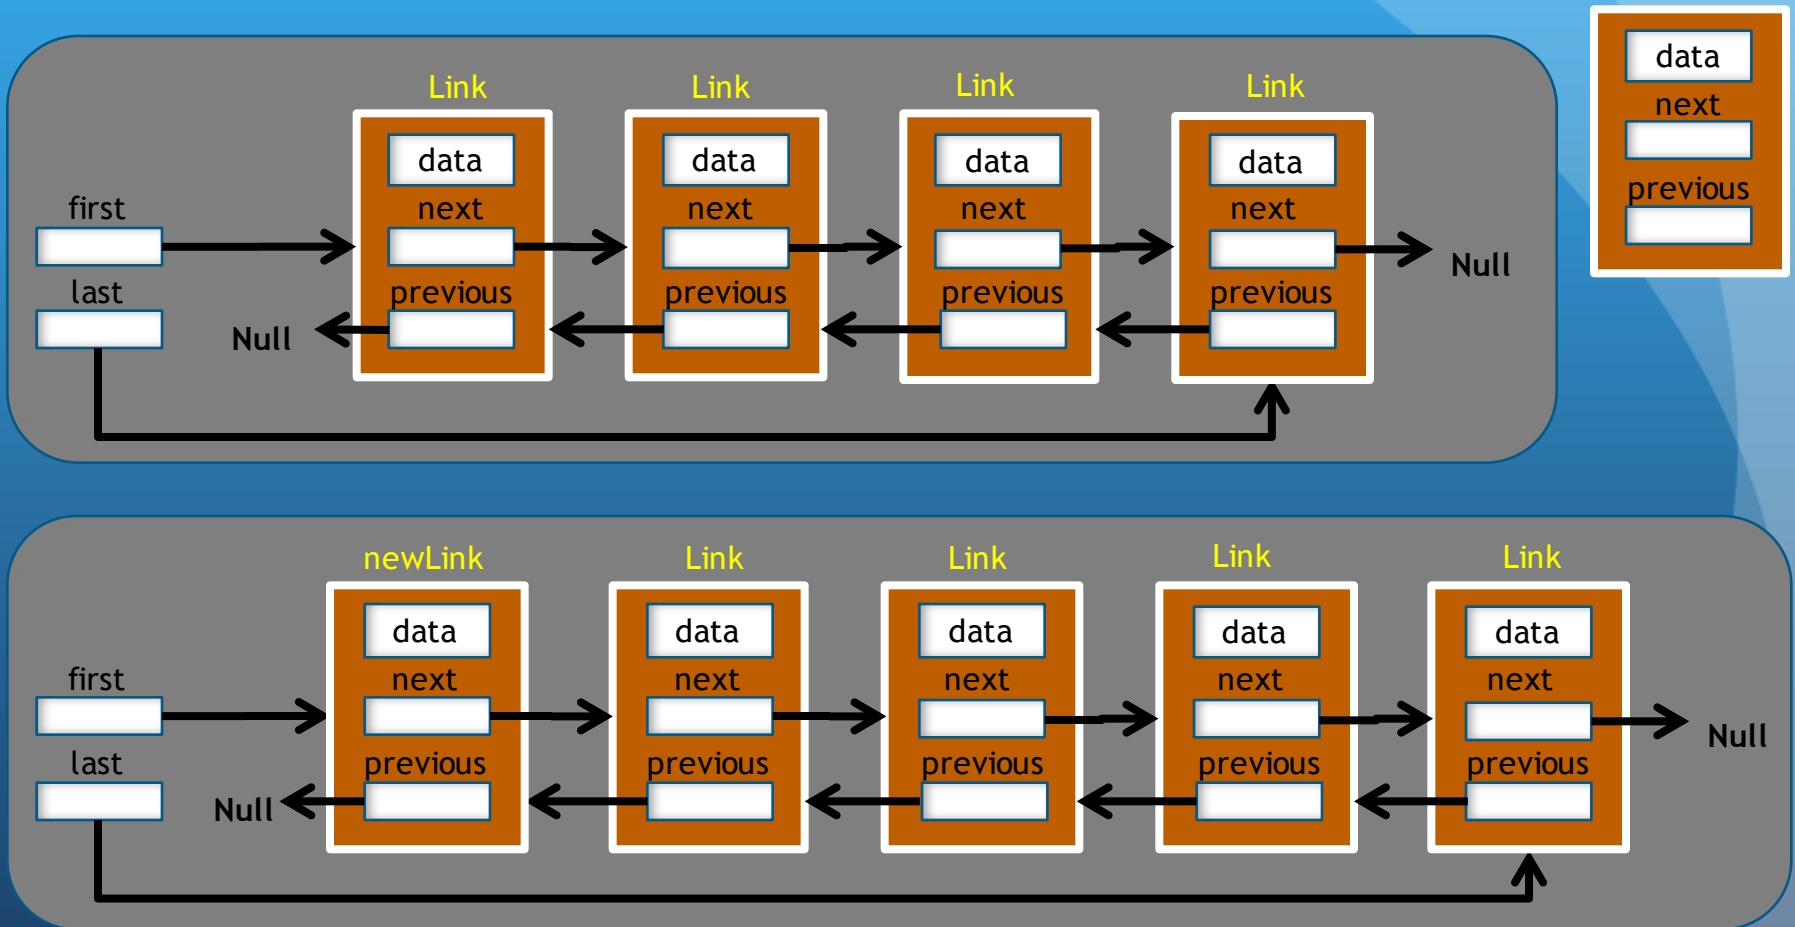 data
next
previous
Link Link Link Link
data data data data
first next next next next
Null
last previous previous previous previous
Null
newLink Link Link Link Link
data data data data data
first next next next next next
Null
last previous previous previous previous previous
Null